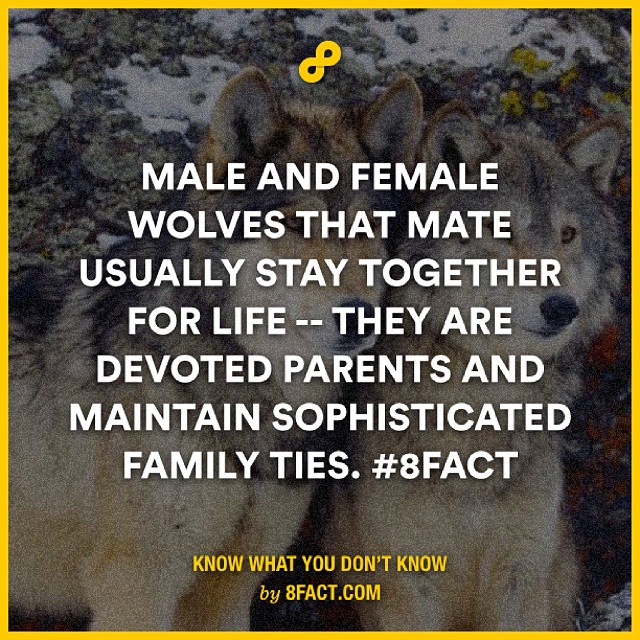 MALE AND FEMALE
WOLVES THAT MATE
USUALLY STAY TOGETHER
FOR LIFE -- THEY ARE
DEVOTED PARENTS AND
MAINTAIN SOPHISTICATED
FAMILY TIES. #8FACT
KNOW WHAT YOU DON'T KNOW
by 8FACT.COM